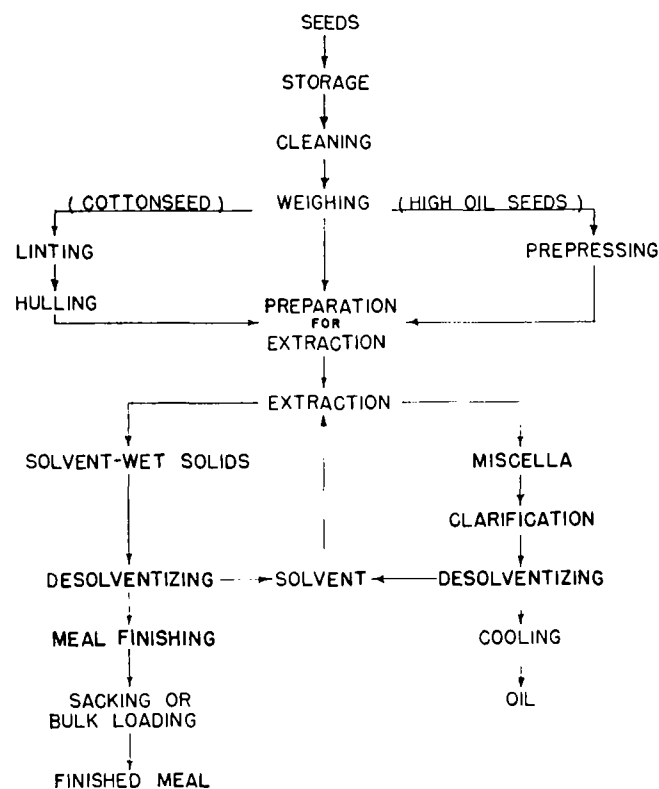 SEEDS
STORAGE
CLEANING
( COTTONSEED ) WEIGHING ( HIGH OIL SEEDS )
LINTING
PREPRESSING
HULLING
PREPARATION
FOR
EXTRACTION
EXTRACTION
SOLVENT-WET SOLIDS
MISCELLA
CLARIFICATION
DESOLVENTIZING SOLVENT DESOLVENTIZING
MEAL FINISHING
COOLING
SACKING OR
BULK LOADING
OIL
FINISHED MEAL